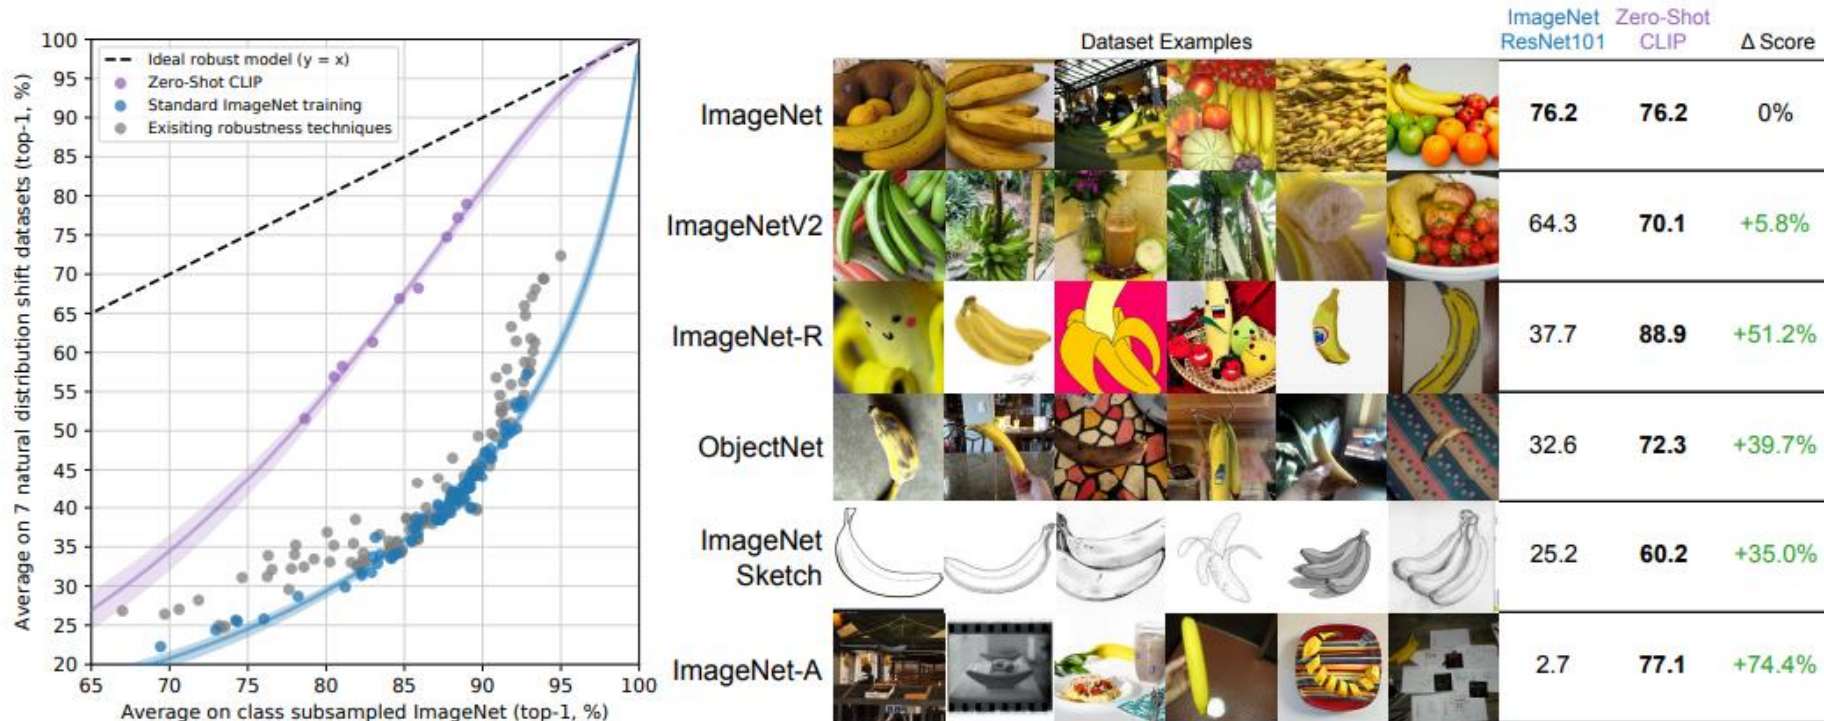 Average on 7 natural distribution shift datasets (top-1, %)
100
95
90
85
80
75
70
65
60
55
50
45
40
35
30
25
20
Ideal robust model (y = x)
Zero-Shot CLIP
Standard ImageNet training
Exisiting robustness techniques
65 70 75 80 85 90 95 100
Average on class subsampled ImageNet (top-1, %)
Dataset Examples
ImageNet
ResNet101
Zero-Shot
CLIP
Δ Score
ImageNet 76.2 76.2 0%
ImageNetV2 64.3 70.1 +5.8%
ImageNet-R 37.7 88.9 +51.2%
ObjectNet 32.6 72.3 +39.7%
ImageNet
Sketch 25.2 60.2 +35.0%
ImageNet-A 2.7 77.1 +74.4%